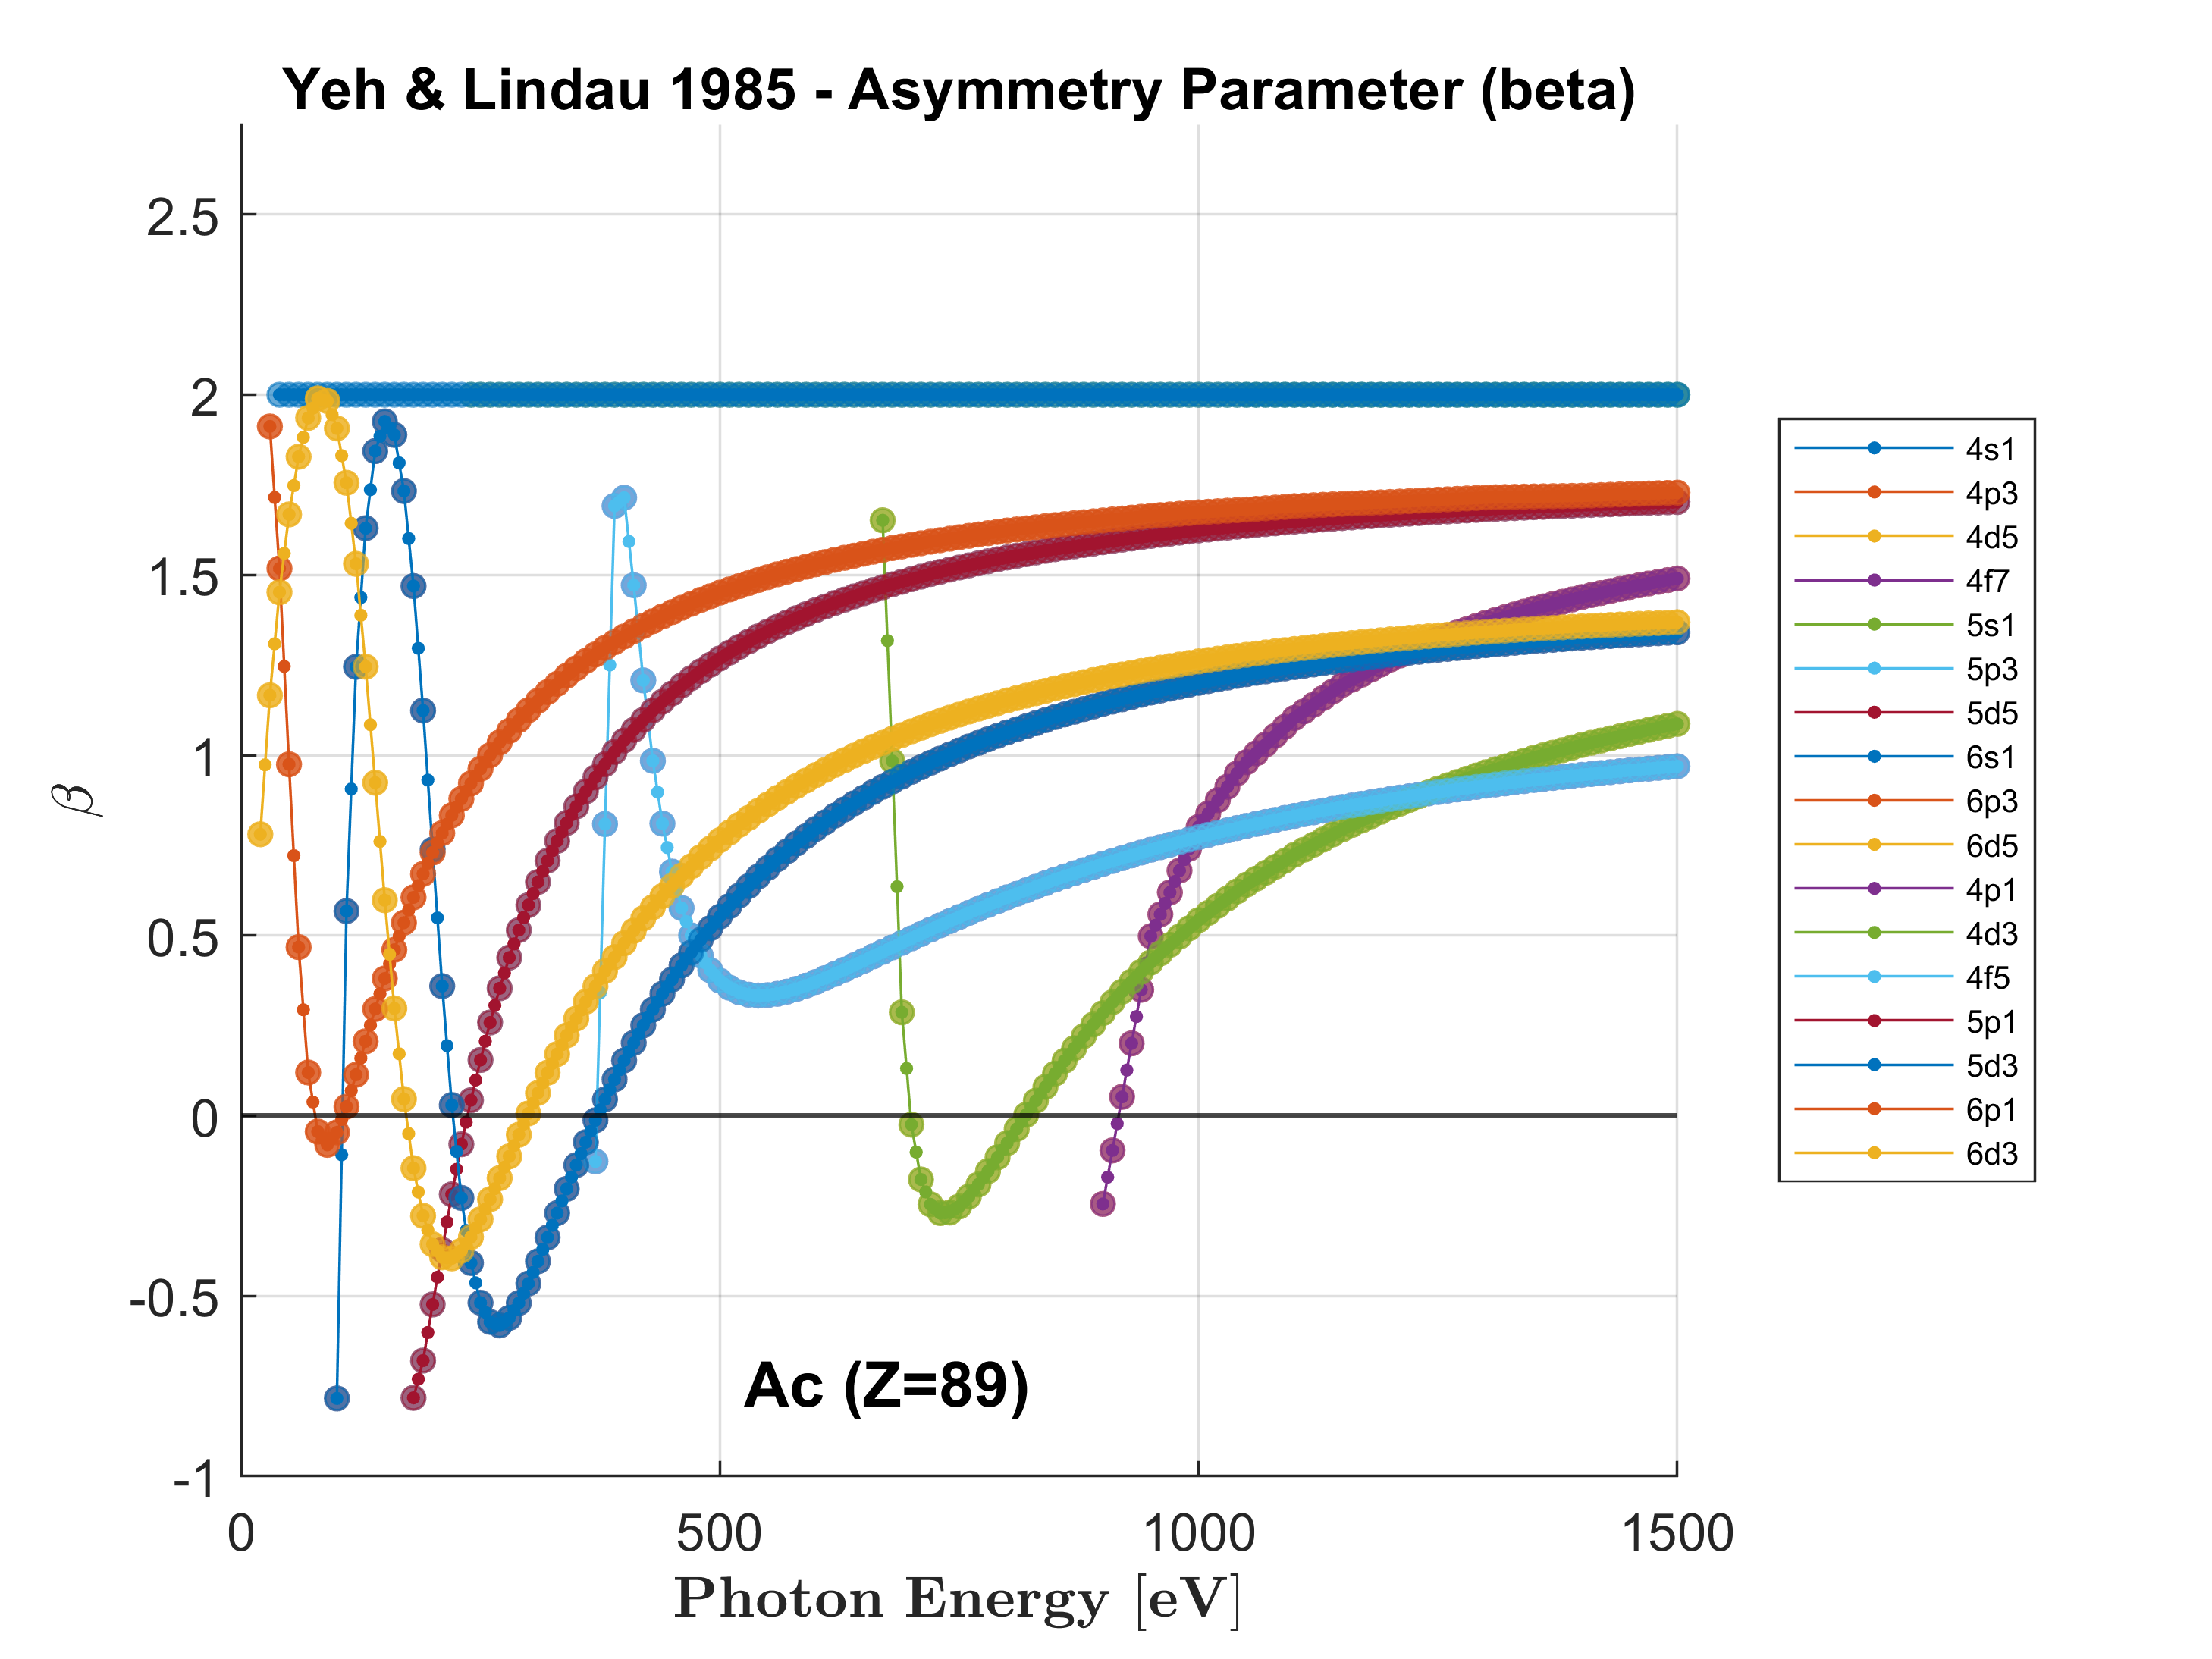 Yeh & Lindau 1985 - Asymmetry Parameter (beta)
2.5
2
1.5
1
0.5
0
-0.5
-1
β
0 500 1000 1500
Photon Energy [eV]
Ac (Z=89)
4s1
4p3
4d5
4f7
5s1
5p3
5d5
6s1
6p3
6d5
4p1
4d3
4f5
5p1
5d3
6p1
6d3